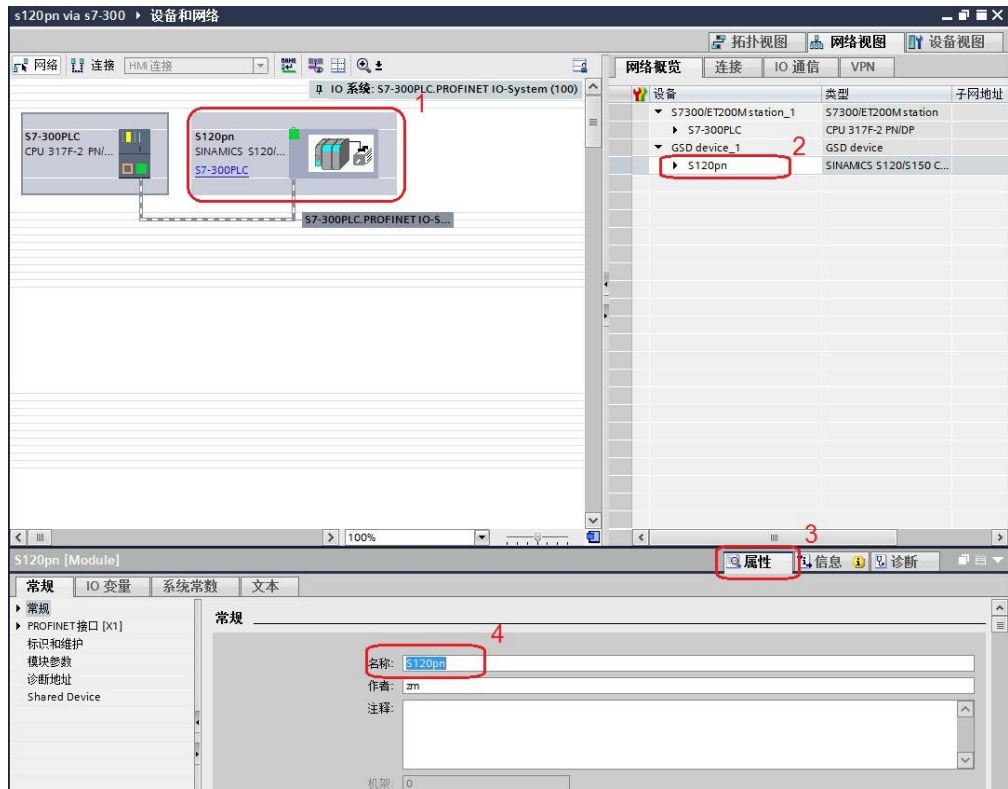 s120pn via s7-300 ▸ 设备和网络
拓扑视图 网络视图 设备视图
网络 连接 HMI 连接
网络概览 连接 IO 通信 VPN
IO 系统: S7-300PLC.PROFINET IO-System (100)
1
设备 类型 子网地址
S7300/ET200M station_1 S7300/ET200M station
S7-300PLC CPU 317F-2 PN/DP
GSD device_1 GSD device
2
S120pn SINAMICS S120/S150 C...
S7-300PLC
CPU 317F-2 PN/...
S120pn
SINAMICS S120/...
S7-300PLC
S7-300PLC.PROFINET IO-S...
100%
3
S120pn [Module]
属性 信息 诊断
常规 IO 变量 系统常数 文本
常规
PROFINET接口 [X1]
标识和维护
模块参数
诊断地址
Shared Device
常规
4
名称: S120pn
作者: zm
注释:
机架: 0